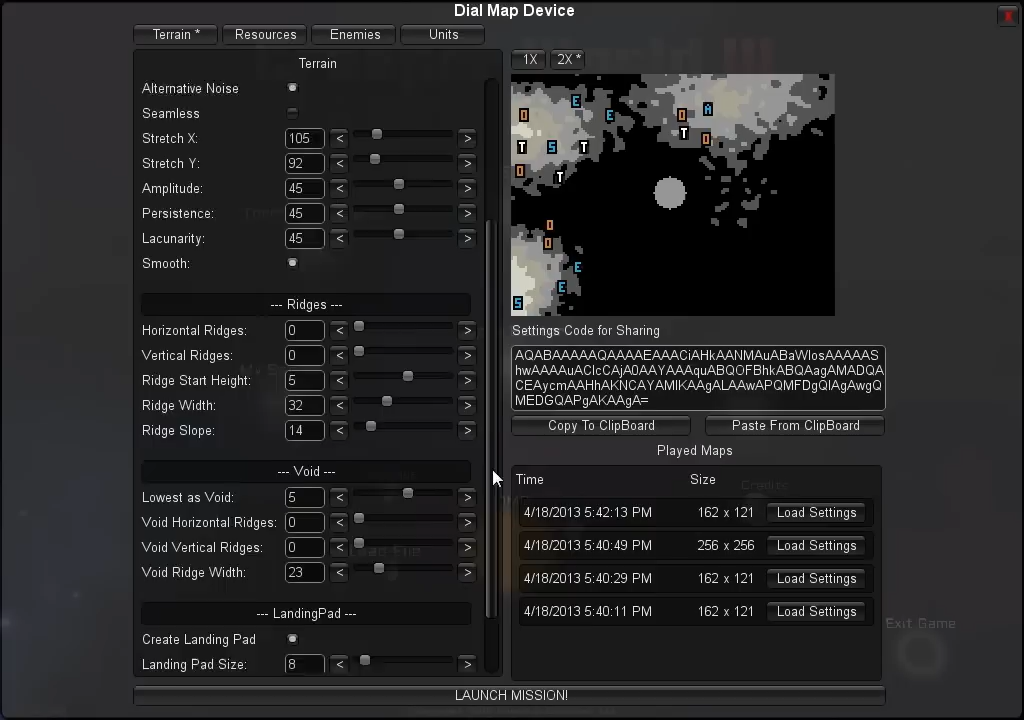 Dial Map Device
X
Terrain * Resources Enemies Units
Terrain
Alternative Noise
Seamless
Stretch X: 105 < >
Stretch Y: 92 < >
Amplitude: 45 < >
Persistence: 45 < >
Lacunarity: 45 < >
Smooth:
--- Ridges ---
Horizontal Ridges: 0 < >
Vertical Ridges: 0 < >
Ridge Start Height: 5 < >
Ridge Width: 32 < >
Ridge Slope: 14 < >
--- Void ---
Lowest as Void: 5 < >
Void Horizontal Ridges: 0 < >
Void Vertical Ridges: 0 < >
Void Ridge Width: 23 < >
--- LandingPad ---
Create Landing Pad
Landing Pad Size: 8 < >
1X 2X *
E
O E O A
T
T S T O
O T
O
O
E
E
S
Settings Code for Sharing
AQABAAAAAQAAAAEAAACiAHkAANMAuABaWlosAAAAAS
hwAAAAuACIcCAjA0AAYAAAquABQOFBhkABQAagAMADQA
CEAycmAAHhAKNCAYAMIKAAgALAAwAPQMFDgQIAgAwgQ
MEDGQAPgAKAAgA=
Copy To ClipBoard Paste From ClipBoard
Played Maps
Time Size
4/18/2013 5:42:13 PM 162 x 121 Load Settings
4/18/2013 5:40:49 PM 256 x 256 Load Settings
4/18/2013 5:40:29 PM 162 x 121 Load Settings
4/18/2013 5:40:11 PM 162 x 121 Load Settings
Exit Game
LAUNCH MISSION!